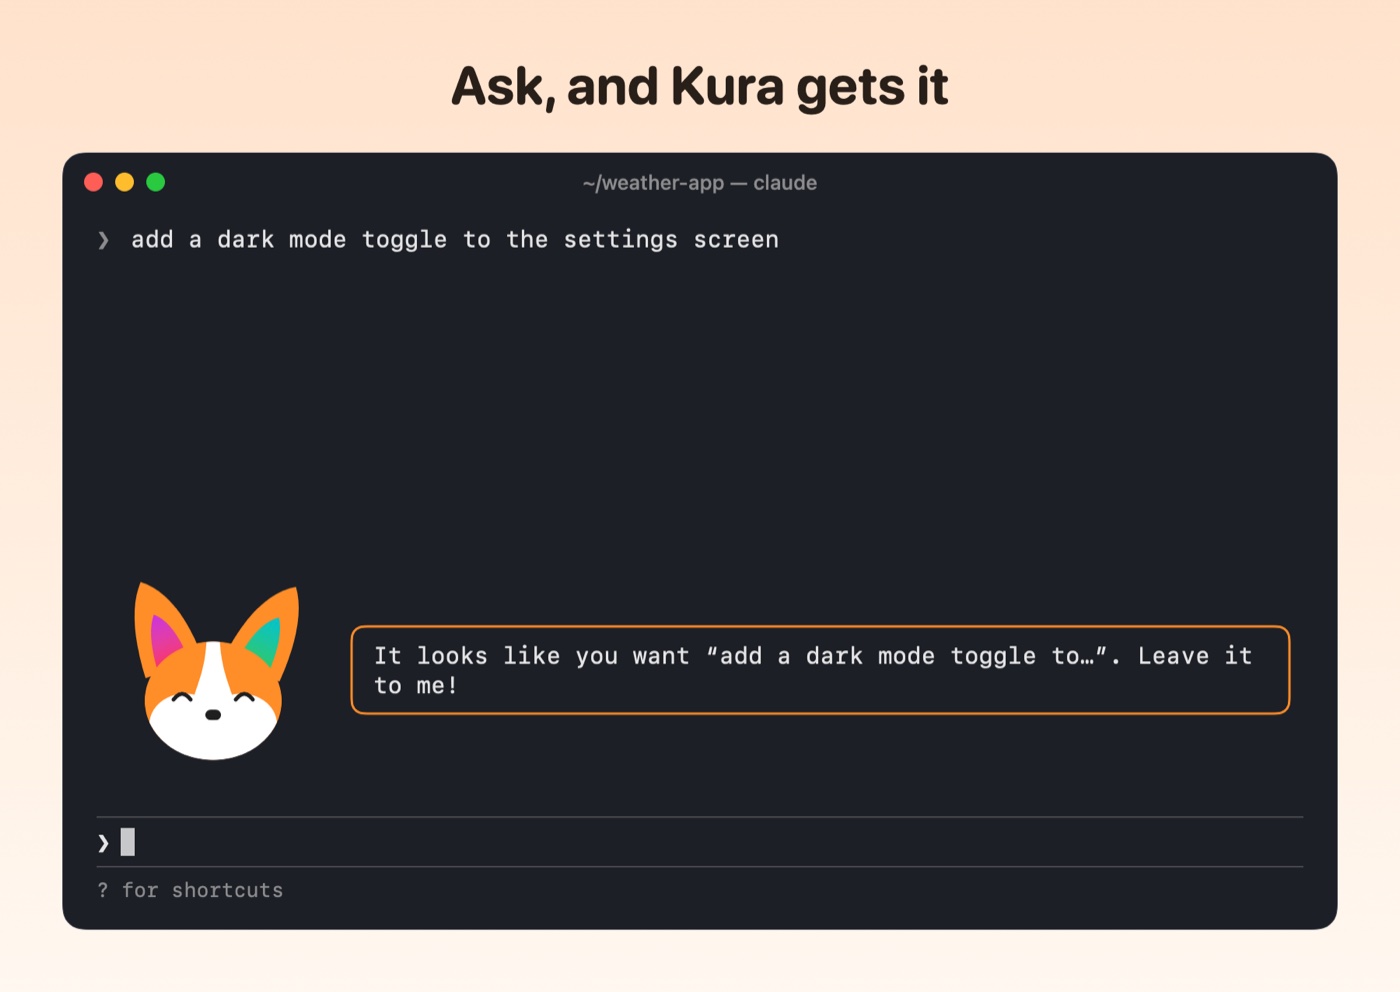 Ask, and Kura gets it
~/weather-app — claude
❯ add a dark mode toggle to the settings screen
It looks like you want “add a dark mode toggle to…”. Leave it
to me!
❯
? for shortcuts